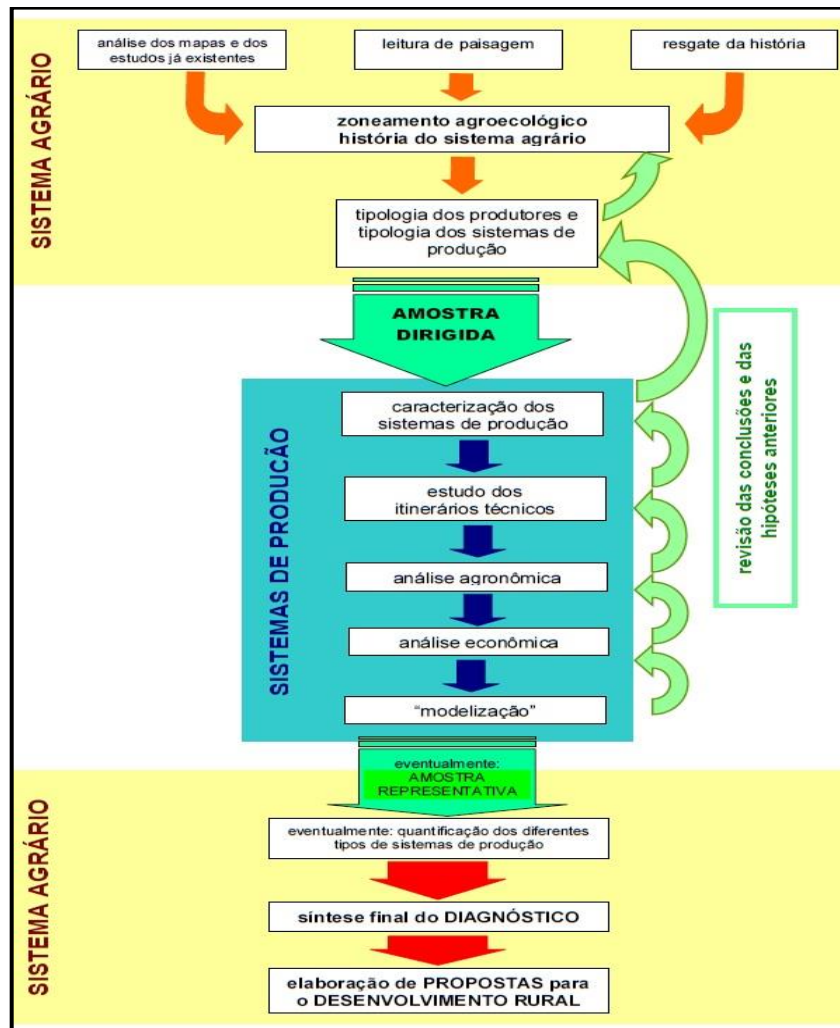 SISTEMA AGRÁRIO
análise dos mapas e dos
estudos já existentes
leitura de paisagem
resgate da história
zoneamento agroecológico
história do sistema agrário
tipologia dos produtores e
tipologia dos sistemas de
produção
AMOSTRA
DIRIGIDA
SISTEMAS DE PRODUCÃO
caracterização dos
sistemas de produção
estudo dos
itinerários técnicos
análise agronômica
análise econômica
“modelização”
revisão das conclusões e das
hipóteses anteriores
SISTEMA AGRÁRIO
eventualmente:
AMOSTRA
REPRESENTATIVA
eventualmente: quantificação dos diferentes
tipos de sistemas de produção
síntese final do DIAGNÓSTICO
elaboração de PROPOSTAS para
o DESENVOLVIMENTO RURAL